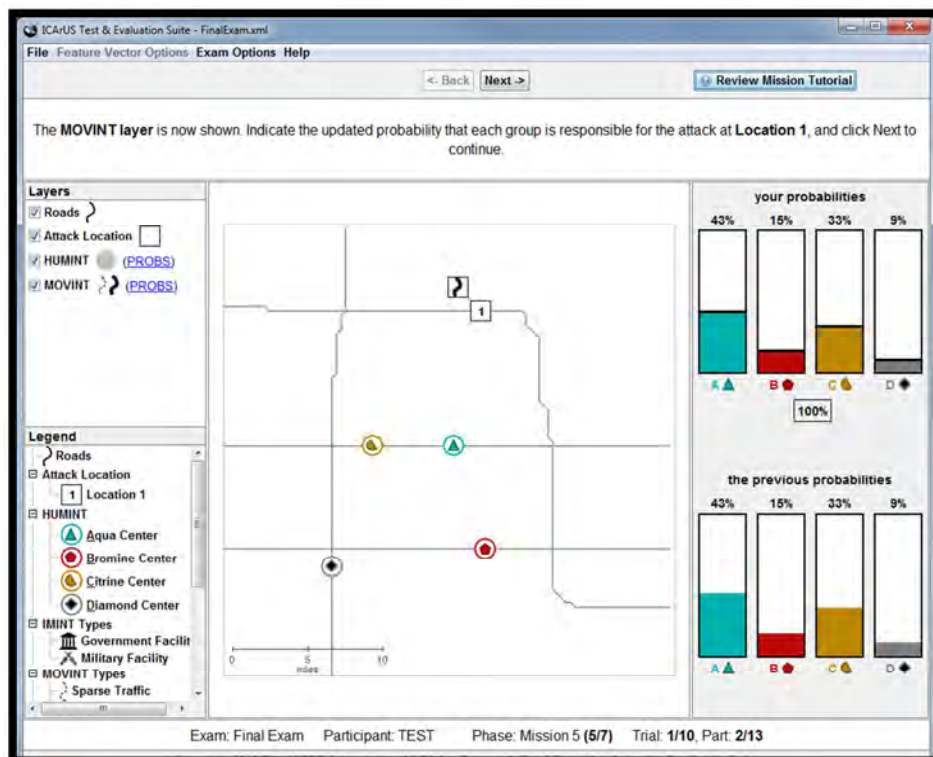 ICArUS Test & Evaluation Suite - FinalExam.xml
File Feature Vector Options Exam Options Help
<- Back Next -> Review Mission Tutorial
The MOVINT layer is now shown. Indicate the updated probability that each group is responsible for the attack at Location 1, and click Next to
continue.
Layers
Roads
Attack Location
HUMINT (PROBS)
MOVINT (PROBS)
Legend
Roads
Attack Location
1 Location 1
HUMINT
Aqua Center
Bromine Center
Citrine Center
Diamond Center
IMINT Types
Government Facilit
Military Facility
MOVINT Types
Sparse Traffic
1
0 5 10
miles
your probabilities
43% 15% 33% 9%
A B C D
100%
the previous probabilities
43% 15% 33% 9%
A B C D
Exam: Final Exam Participant: TEST Phase: Mission 5 (5/7) Trial: 1/10, Part: 2/13